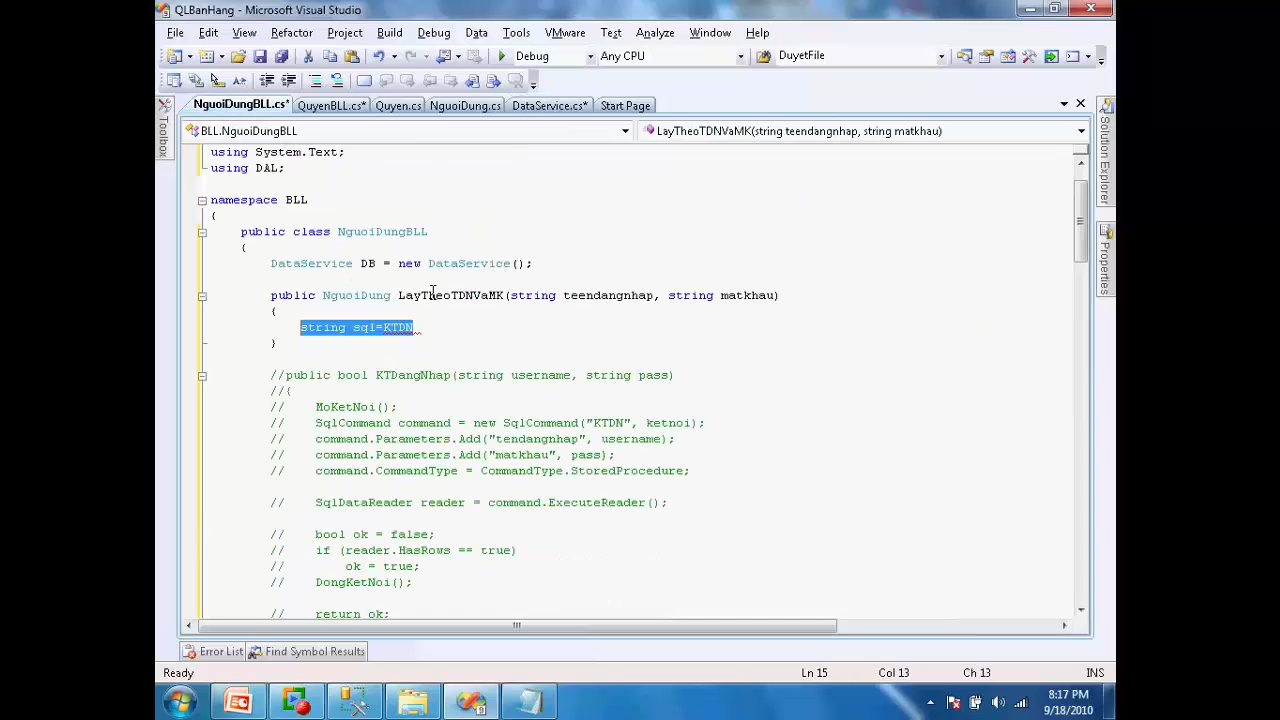 QLBanHang - Microsoft Visual Studio
File Edit View Refactor Project Build Debug Data Tools VMware Test Analyze Window Help
Debug Any CPU DuyetFile
NguoiDungBLL.cs* QuyenBLL.cs* Quyen.cs NguoiDung.cs DataService.cs* Start Page
BLL.NguoiDungBLL LayTheoTDNVaMK(string teendangnhap, string matkhau)
Toolbox
Solution Explorer
Properties
using System.Text;
using DAL;
namespace BLL
{
public class NguoiDungBLL
{
DataService DB = new DataService();
public NguoiDung LayTheoTDNVaMK(string teendangnhap, string matkhau)
{
string sql=KTDN
}
//public bool KTDangNhap(string username, string pass)
//{
// MoKetNoi();
// SqlCommand command = new SqlCommand("KTDN", ketnoi);
// command.Parameters.Add("tendangnhap", username);
// command.Parameters.Add("matkhau", pass);
// command.CommandType = CommandType.StoredProcedure;
// SqlDataReader reader = command.ExecuteReader();
// bool ok = false;
// if (reader.HasRows == true)
// ok = true;
// DongKetNoi();
// return ok;
Error List Find Symbol Results
Ready Ln 15 Col 13 Ch 13 INS
8:17 PM
9/18/2010